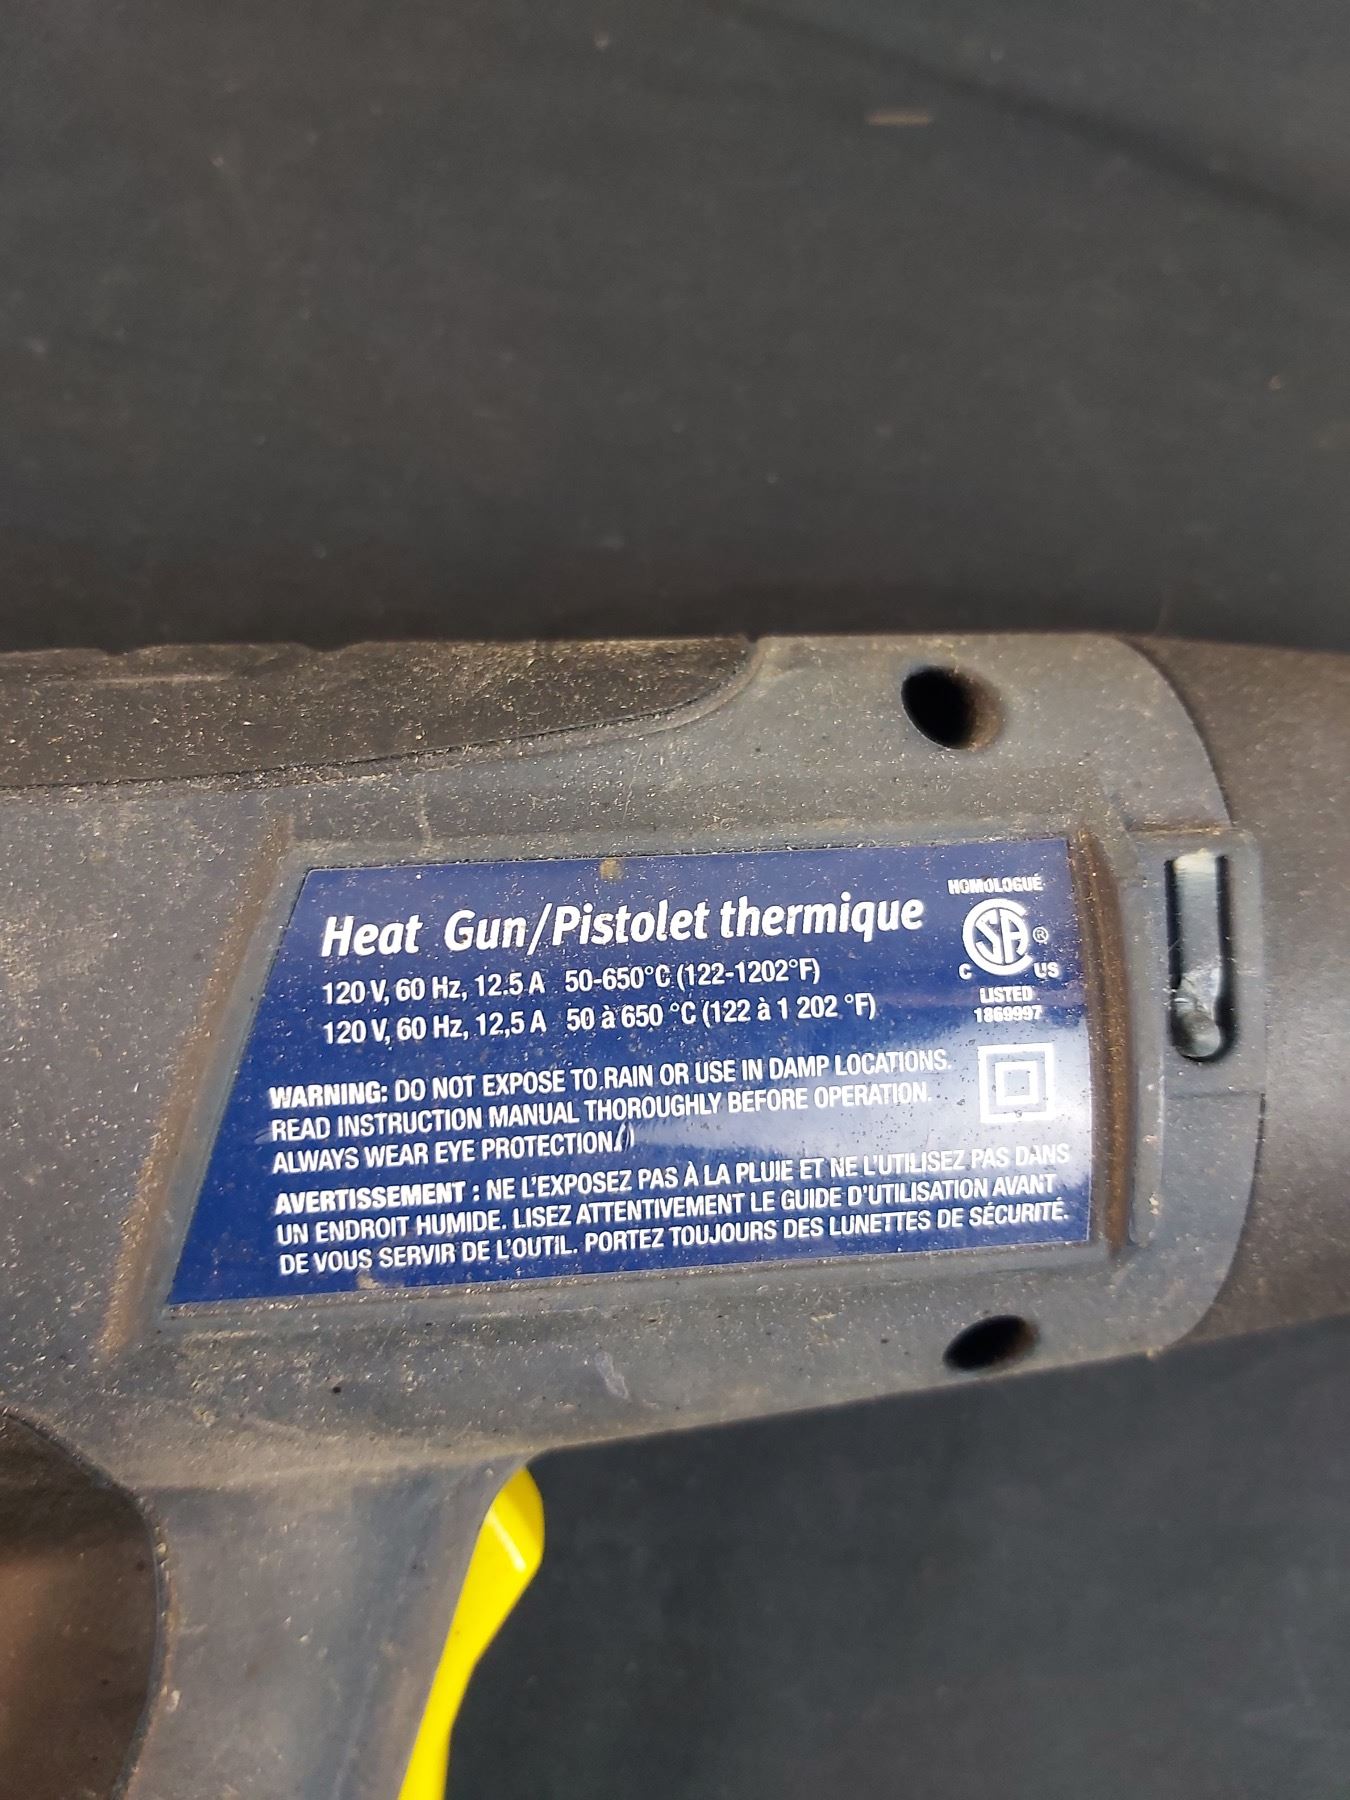 Heat Gun/Pistolet thermique
120 V, 60 Hz, 12.5 A 50-650°C (122-1202°F)
120 V, 60 Hz, 12,5 A 50 à 650 °C (122 à 1 202 °F)
HOMOLOGUÉ
SA ®
C US
LISTED
1869997
WARNING: DO NOT EXPOSE TO RAIN OR USE IN DAMP LOCATIONS.
READ INSTRUCTION MANUAL THOROUGHLY BEFORE OPERATION.
ALWAYS WEAR EYE PROTECTION.
AVERTISSEMENT : NE L'EXPOSEZ PAS À LA PLUIE ET NE L'UTILISEZ PAS DANS
UN ENDROIT HUMIDE. LISEZ ATTENTIVEMENT LE GUIDE D'UTILISATION AVANT
DE VOUS SERVIR DE L'OUTIL. PORTEZ TOUJOURS DES LUNETTES DE SÉCURITÉ.